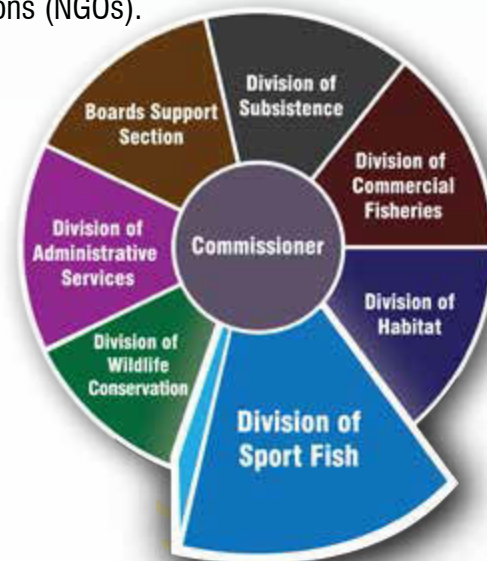 ons (NGOs).
Division of
Subsistence
Boards Support
Section
Division of
Commercial
Fisheries
Division of
Administrative
Services
Commissioner
Division of
Habitat
Division of
Wildlife
Conservation
Division of
Sport Fish